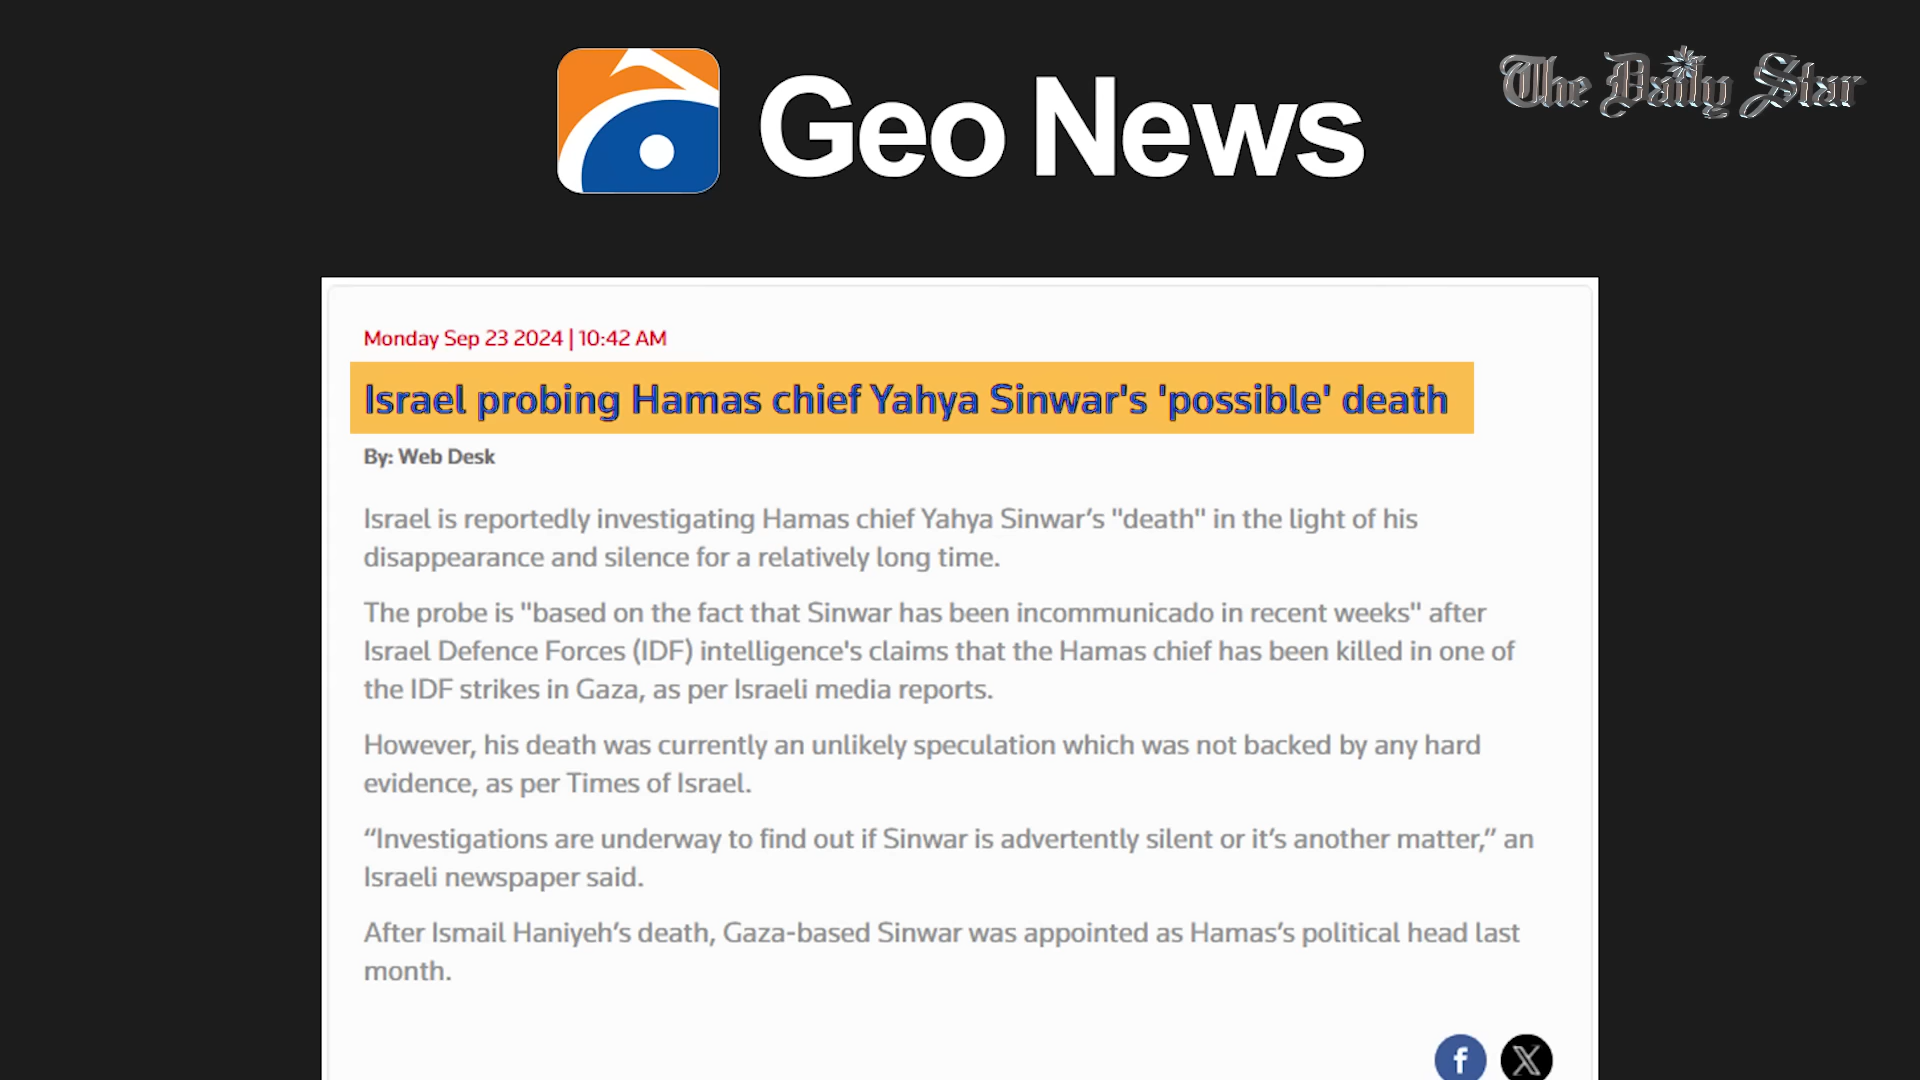 Geo News
The Daily Star
Monday Sep 23 2024 | 10:42 AM
Israel probing Hamas chief Yahya Sinwar's 'possible' death
By: Web Desk
Israel is reportedly investigating Hamas chief Yahya Sinwar’s "death" in the light of his
disappearance and silence for a relatively long time.
The probe is "based on the fact that Sinwar has been incommunicado in recent weeks" after
Israel Defence Forces (IDF) intelligence's claims that the Hamas chief has been killed in one of
the IDF strikes in Gaza, as per Israeli media reports.
However, his death was currently an unlikely speculation which was not backed by any hard
evidence, as per Times of Israel.
“Investigations are underway to find out if Sinwar is advertently silent or it’s another matter,” an
Israeli newspaper said.
After Ismail Haniyeh’s death, Gaza-based Sinwar was appointed as Hamas’s political head last
month.